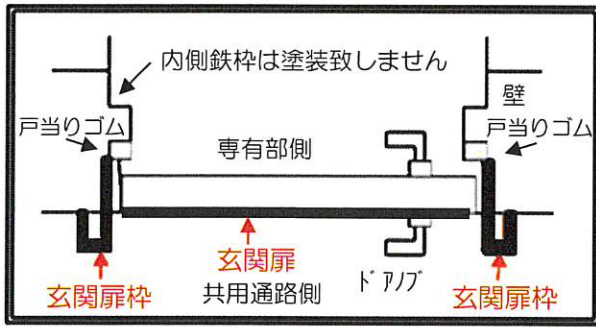 内側鉄枠は塗装致しません
壁
戸当りゴム
戸当りゴム
専有部側
玄関扉
玄関扉枠
共用通路側
ドアノブ
玄関扉枠